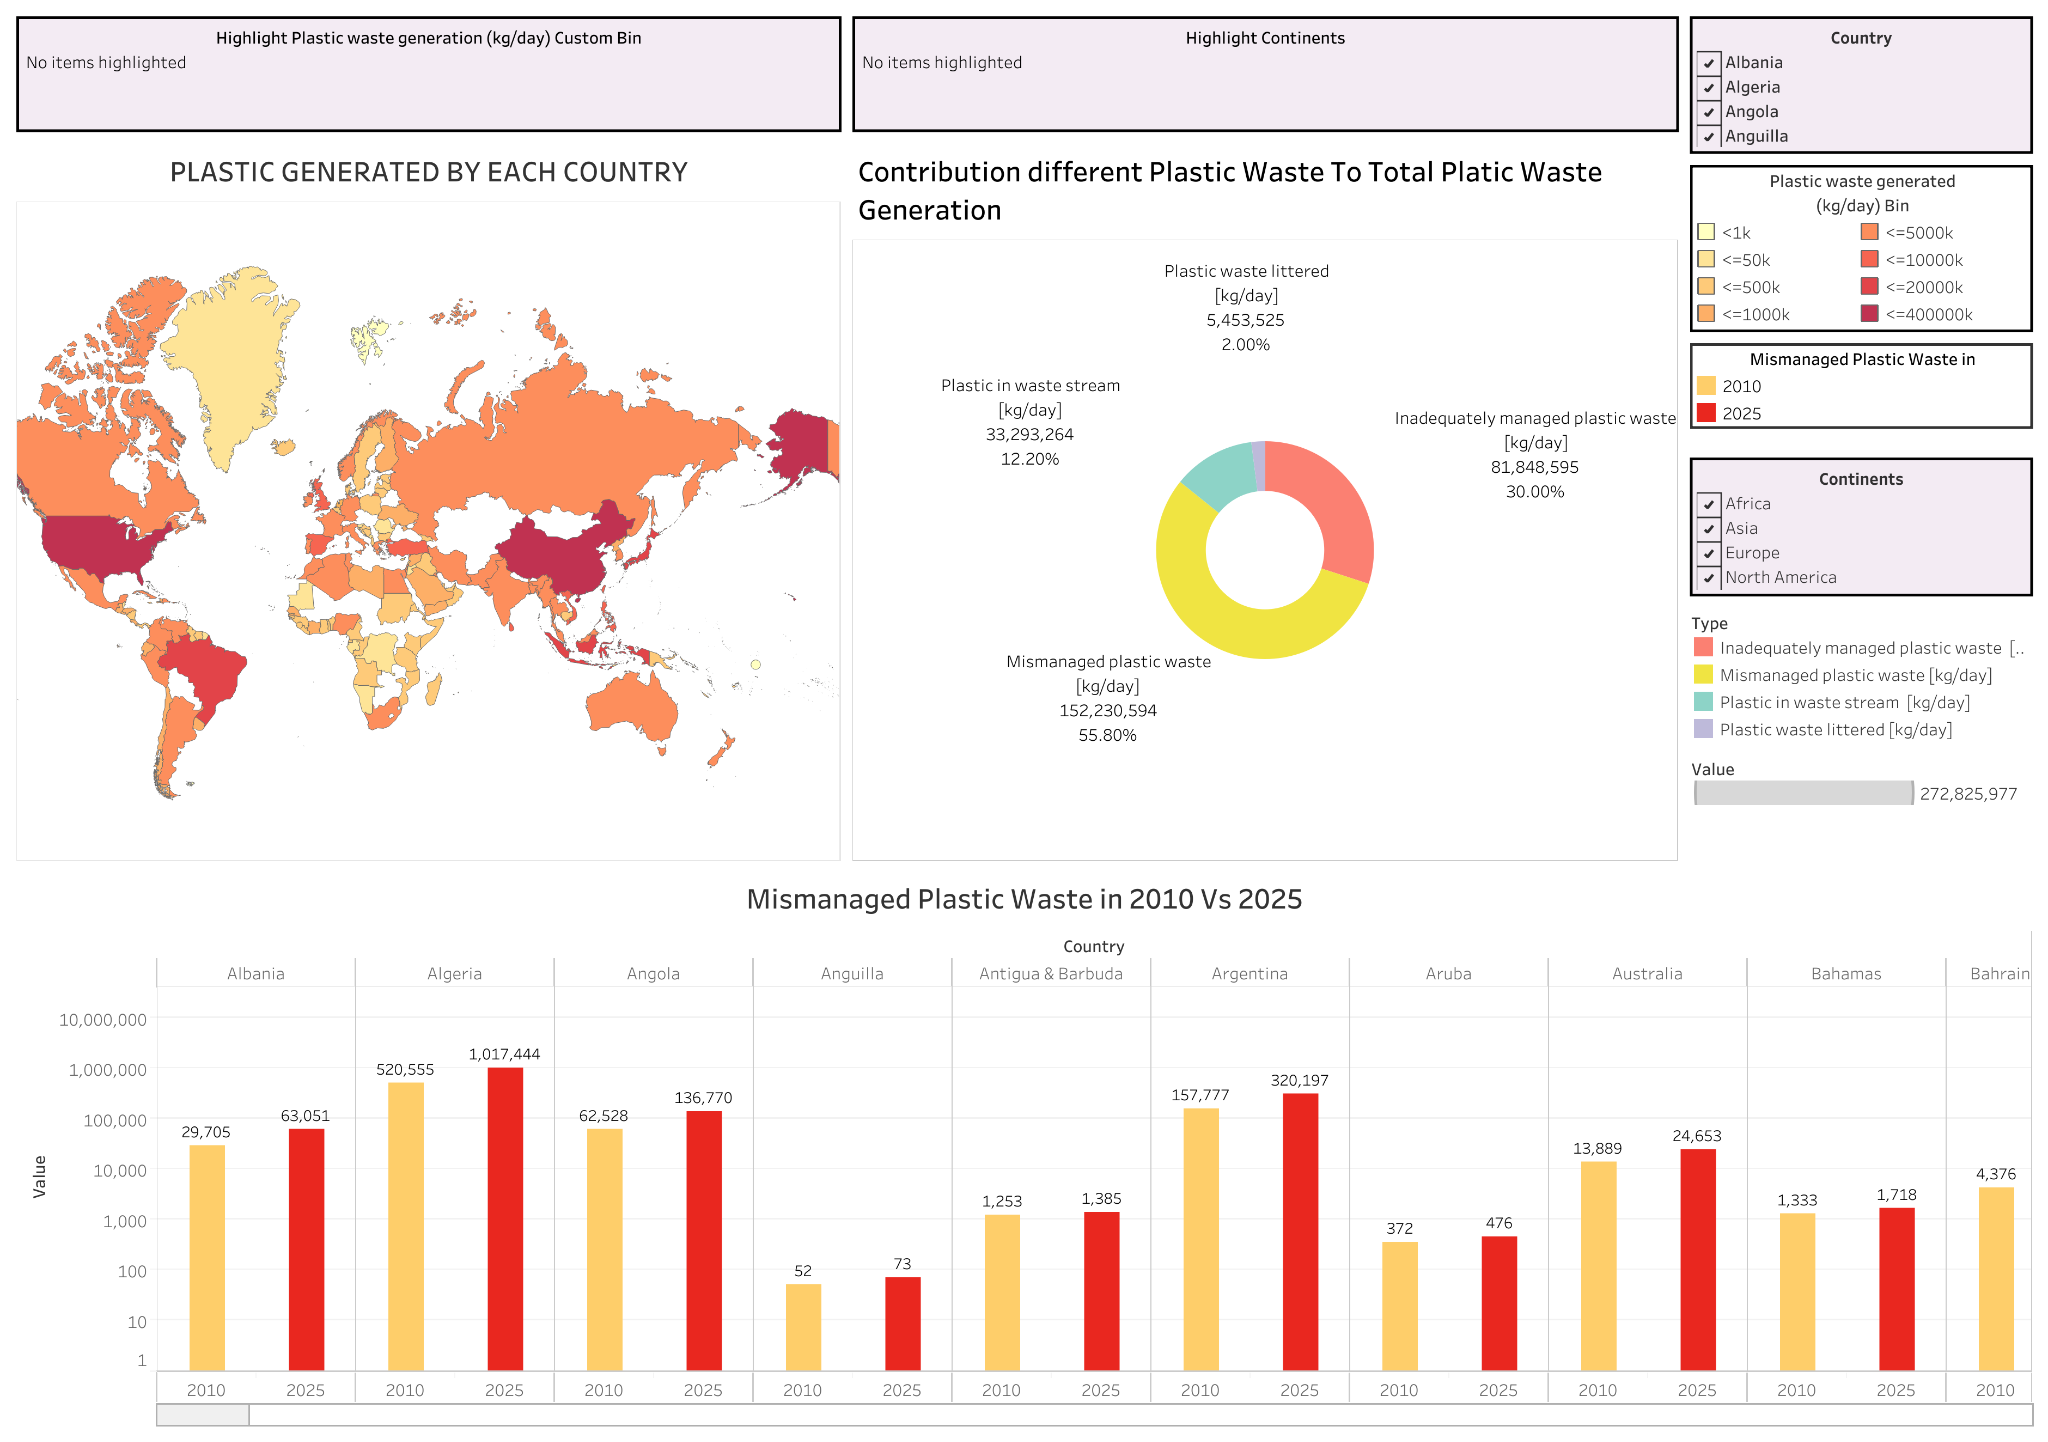 Highlight Plastic waste generation (kg/day) Custom Bin
No items highlighted
Highlight Continents
No items highlighted
Country
Albania
Algeria
Angola
Anguilla
PLASTIC GENERATED BY EACH COUNTRY
Contribution different Plastic Waste To Total Platic Waste
Generation
Plastic waste generated
(kg/day) Bin
<1k
<=50k
<=500k
<=1000k
<=5000k
<=10000k
<=20000k
<=400000k
Mismanaged Plastic Waste in
2010
2025
Continents
Africa
Asia
Europe
North America
Type
Inadequately managed plastic waste [..
Mismanaged plastic waste [kg/day]
Plastic in waste stream [kg/day]
Plastic waste littered [kg/day]
Value
272,825,977
Plastic waste littered
[kg/day]
5,453,525
2.00%
Plastic in waste stream
[kg/day]
33,293,264
12.20%
Inadequately managed plastic waste
[kg/day]
81,848,595
30.00%
Mismanaged plastic waste
[kg/day]
152,230,594
55.80%
Mismanaged Plastic Waste in 2010 Vs 2025
Country
Albania Algeria Angola Anguilla Antigua & Barbuda Argentina Aruba Australia Bahamas Bahrain
Value
10,000,000
1,000,000
100,000
10,000
1,000
100
10
1
29,705 63,051
520,555 1,017,444
62,528 136,770
52 73
1,253 1,385
157,777 320,197
372 476
13,889 24,653
1,333 1,718
4,376
2010 2025 2010 2025 2010 2025 2010 2025 2010 2025 2010 2025 2010 2025 2010 2025 2010 2025 2010